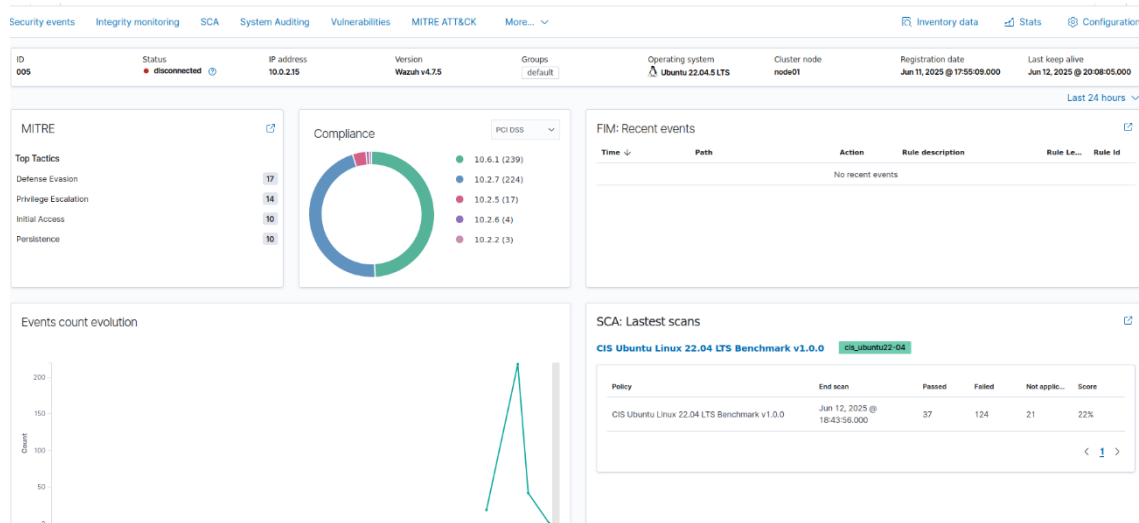 Security events Integrity monitoring SCA System Auditing Vulnerabilities MITRE ATT&CK More... Inventory data Stats Configuration
ID Status IP address Version Groups Operating system Cluster node Registration date Last keep alive
005 disconnected 10.0.2.15 Wazuh v4.7.5 default Ubuntu 22.04.5 LTS node01 Jun 11, 2025 @ 17:55:09.000 Jun 12, 2025 @ 20:08:05.000
Last 24 hours
MITRE
Top Tactics
Defense Evasion 17
Privilege Escalation 14
Initial Access 10
Persistence 10
Compliance PCI DSS
10.6.1 (239)
10.2.7 (224)
10.2.5 (17)
10.2.6 (4)
10.2.2 (3)
FIM: Recent events
Time Path Action Rule description Rule Le... Rule Id
No recent events
Events count evolution
200
150
100
50
0
Count
SCA: Lastest scans
CIS Ubuntu Linux 22.04 LTS Benchmark v1.0.0 cis_ubuntu22-04
Policy End scan Passed Failed Not applic... Score
CIS Ubuntu Linux 22.04 LTS Benchmark v1.0.0 Jun 12, 2025 @ 37 124 21 22%
18:43:56.000
1